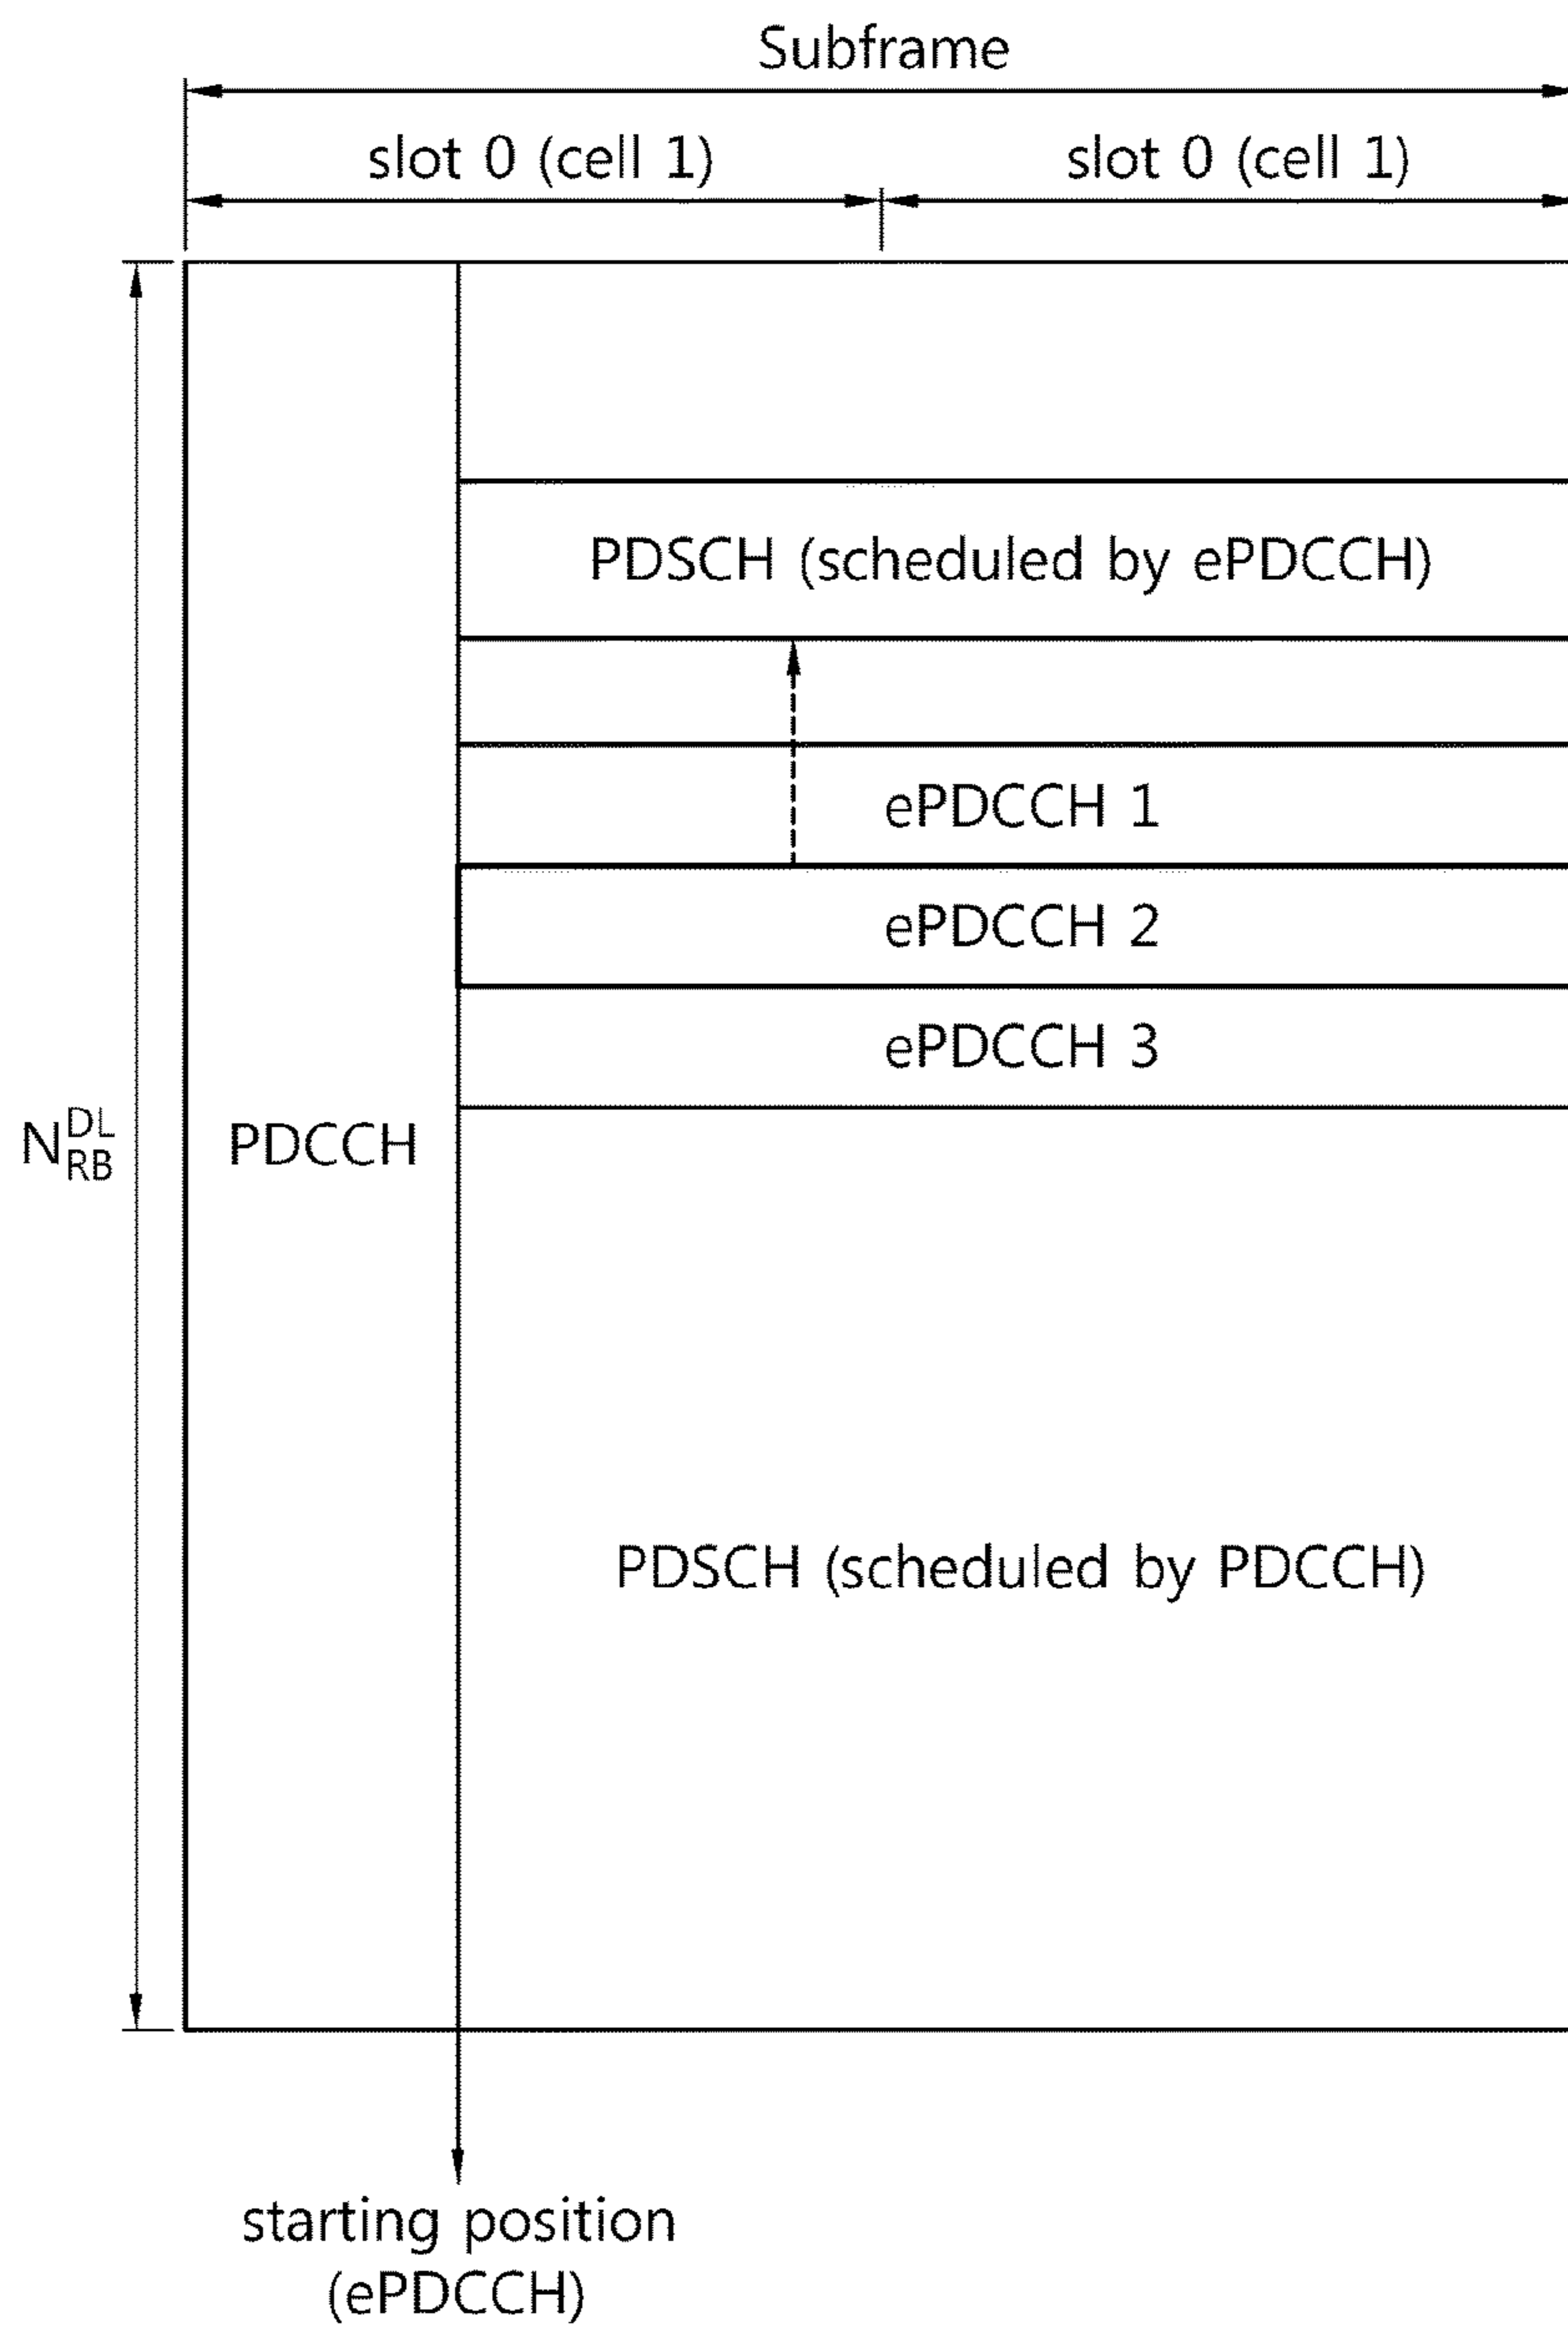 Subframe
slot 0 (cell 1) slot 0 (cell 1)
PDSCH (scheduled by ePDCCH)
ePDCCH 1
ePDCCH 2
ePDCCH 3
N_RB^DL PDCCH
PDSCH (scheduled by PDCCH)
starting position
(ePDCCH)